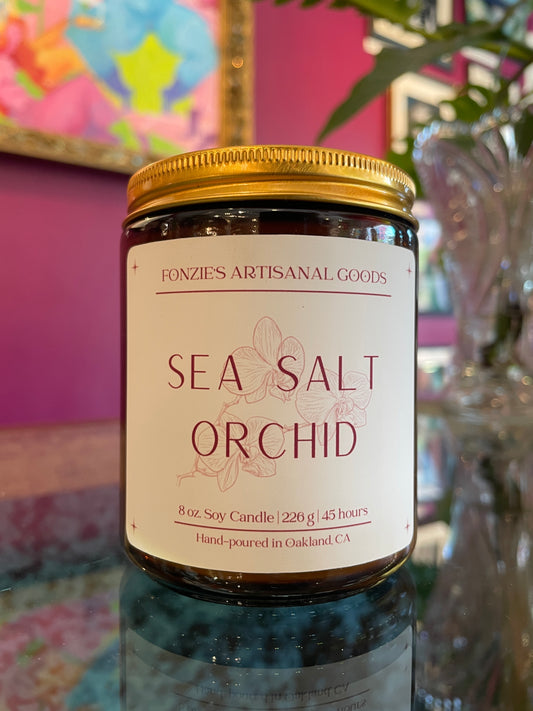 FONZIE'S ARTISANAL GOODS
SEA SALT
ORCHID
8 oz. Soy Candle | 226 g | 45 hours
Hand-poured in Oakland, CA